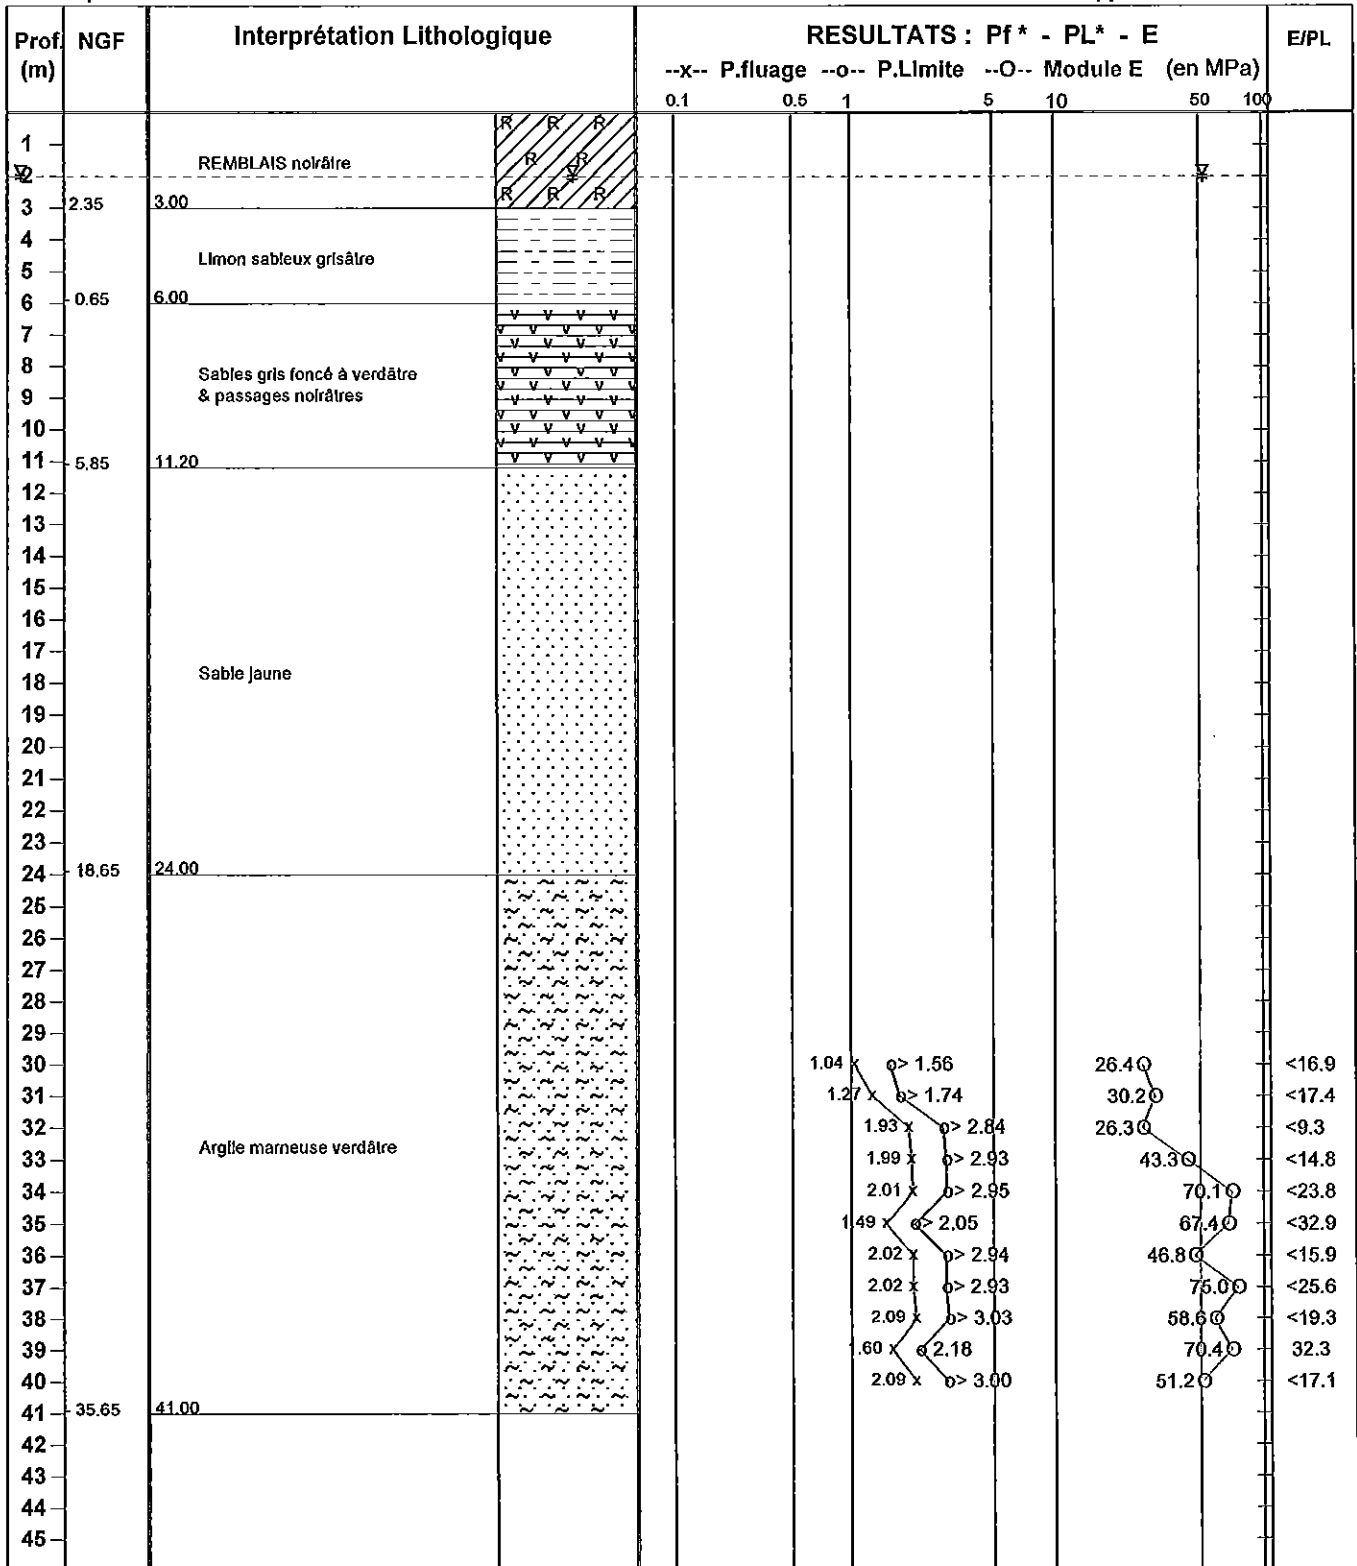 Prof. NGF Interprétation Lithologique RESULTATS : Pf* - PL* - E E/PL
(m) --x-- P.fluage --o-- P.Limite --O-- Module E (en MPa)
0.1 0.5 1 5 10 50 100
1
REMBLAIS noirâtre
R R R
R R
R R R
2
3 2.35 3.00
4
Limon sableux grisâtre
5
6 - 0.65 6.00
7
8
Sables gris foncé à verdâtre
9 & passages noirâtres
10
11 - 5.85 11.20
12
13
14
15
16
17
Sable jaune
18
19
20
21
22
23
24 - 18.65 24.00
25
26
27
28
29
30 1.04 > 1.56 26.4 <16.9
31 1.27 > 1.74 30.2 <17.4
32 1.93 > 2.84 26.3 <9.3
Argile marneuse verdâtre
33 1.99 > 2.93 43.3 <14.8
34 2.01 > 2.95 70.1 <23.8
35 1.49 > 2.05 67.4 <32.9
36 2.02 > 2.94 46.8 <15.9
37 2.02 > 2.93 75.0 <25.6
38 2.09 > 3.03 58.6 <19.3
39 1.60 2.18 70.4 32.3
40 2.09 > 3.00 51.2 <17.1
41 - 35.65 41.00
42
43
44
45